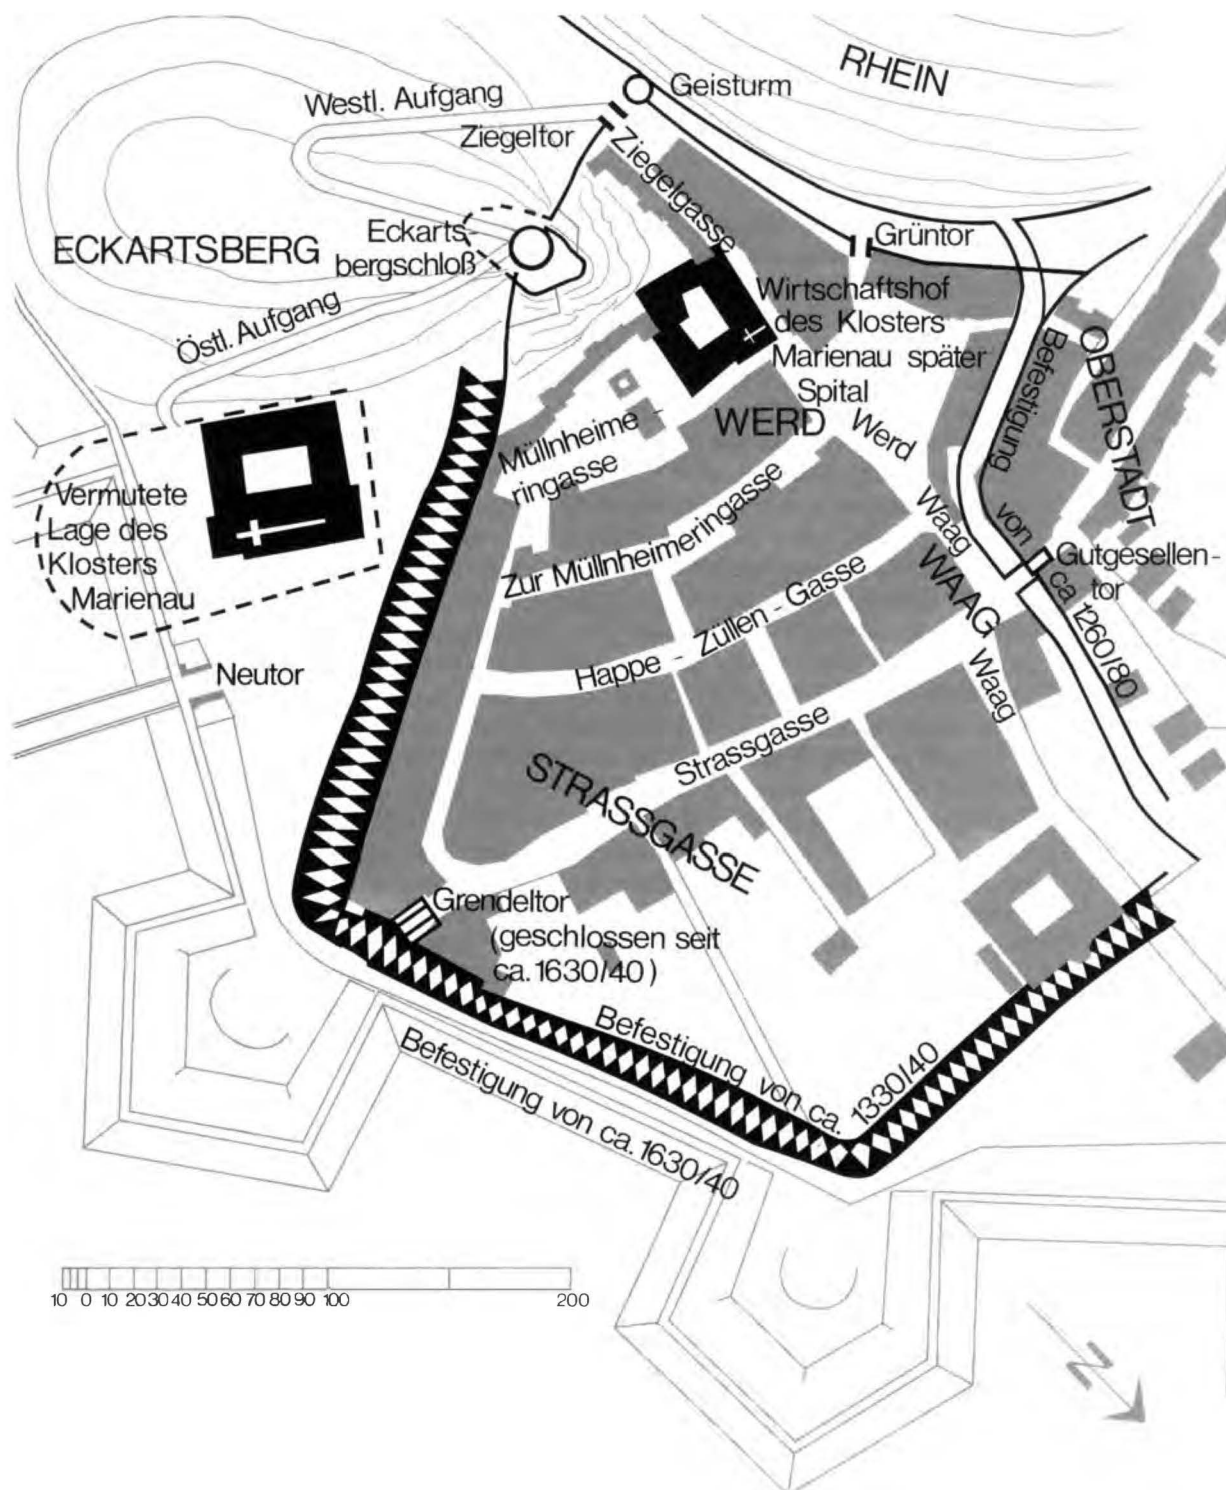 RHEIN
Geisturm
Westl. Aufgang
Ziegeltor
Ziegelgasse
Eckarts-
bergschloß
ECKARTSBERG
Grüntor
Wirtschaftshof
des Klosters
Marienau später
Spital
Östl. Aufgang
OBERSTADT
Befestigung von ca 1260/80
WERD
Werd
Müllnheime-
ringasse
Vermutete
Lage des
Klosters
Marienau
Zur Müllnheimeringasse
Waag
WAAG
Waag
Gutgesellen-
tor
Happe - Züllen - Gasse
Neutor
Strassgasse
STRASSGASSE
Grendeltor
(geschlossen seit
ca. 1630/40)
Befestigung von ca. 1330/40
Befestigung von ca. 1630/40
10 0 10 20 30 40 50 60 70 80 90 100 200
N